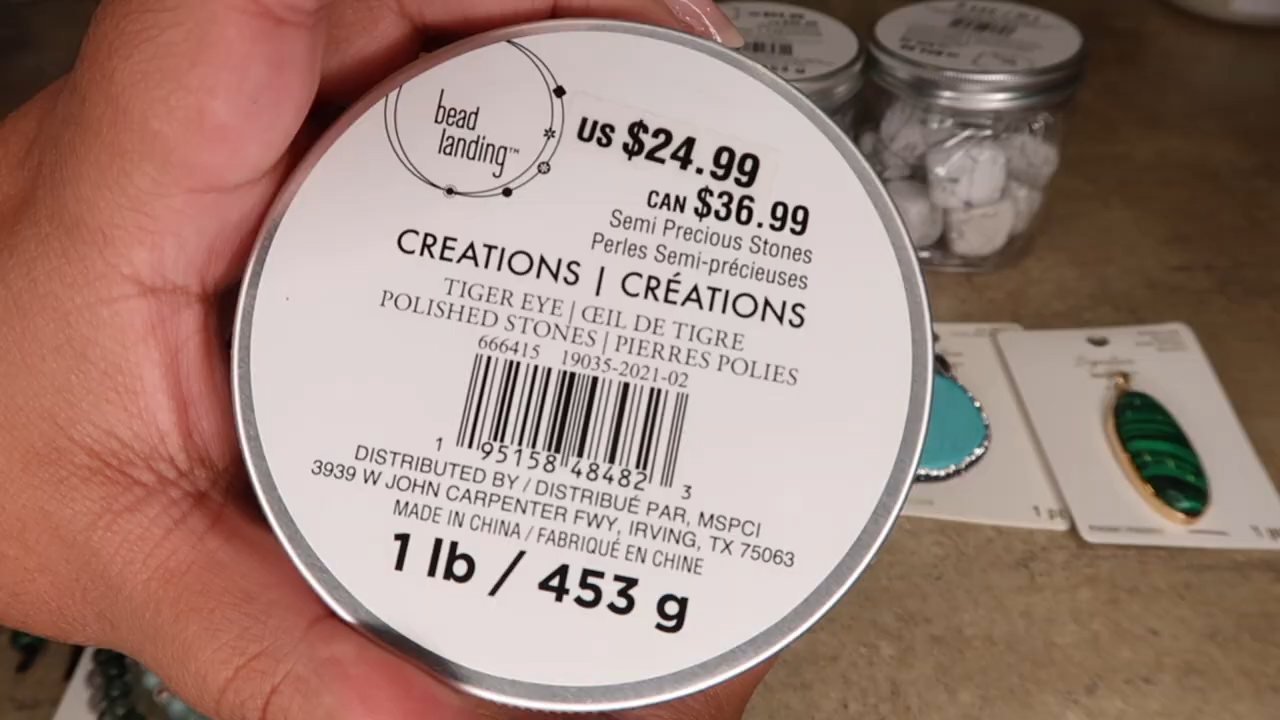 bead
landing™
US $24.99
CAN $36.99
Semi Precious Stones
Perles Semi-précieuses
CREATIONS | CRÉATIONS
TIGER EYE | ŒIL DE TIGRE
POLISHED STONES | PIERRES POLIES
666415 19035-2021-02
1 95158 48482 3
DISTRIBUTED BY / DISTRIBUÉ PAR, MSPCI
3939 W JOHN CARPENTER FWY, IRVING, TX 75063
MADE IN CHINA / FABRIQUÉ EN CHINE
1 lb / 453 g